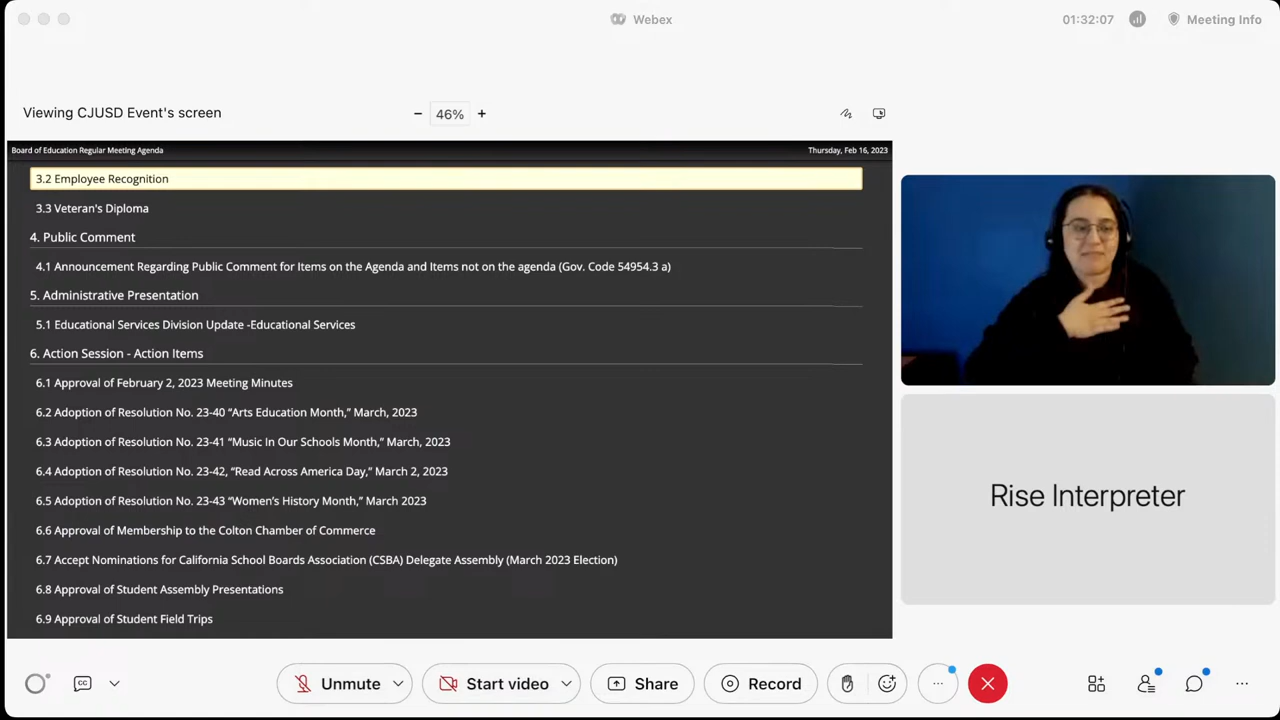 Webex
01:32:07
Meeting Info
Viewing CJUSD Event's screen
− 46% +
Board of Education Regular Meeting Agenda
Thursday, Feb 16, 2023
3.2 Employee Recognition
3.3 Veteran's Diploma
4. Public Comment
4.1 Announcement Regarding Public Comment for Items on the Agenda and Items not on the agenda (Gov. Code 54954.3 a)
5. Administrative Presentation
5.1 Educational Services Division Update -Educational Services
6. Action Session - Action Items
6.1 Approval of February 2, 2023 Meeting Minutes
6.2 Adoption of Resolution No. 23-40 “Arts Education Month,” March, 2023
6.3 Adoption of Resolution No. 23-41 “Music In Our Schools Month,” March, 2023
6.4 Adoption of Resolution No. 23-42, “Read Across America Day,” March 2, 2023
6.5 Adoption of Resolution No. 23-43 “Women’s History Month,” March 2023
6.6 Approval of Membership to the Colton Chamber of Commerce
6.7 Accept Nominations for California School Boards Association (CSBA) Delegate Assembly (March 2023 Election)
6.8 Approval of Student Assembly Presentations
6.9 Approval of Student Field Trips
Rise Interpreter
CC
Unmute
Start video
Share
Record